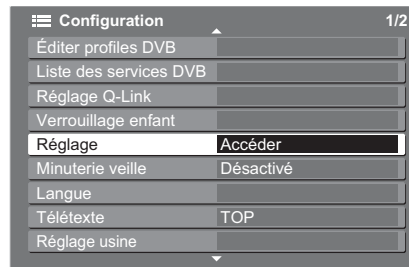 Configuration 1/2
Éditer profiles DVB
Liste des services DVB
Réglage Q-Link
Verrouillage enfant
Réglage Accéder
Minuterie veille Désactivé
Langue
Télétexte TOP
Réglage usine